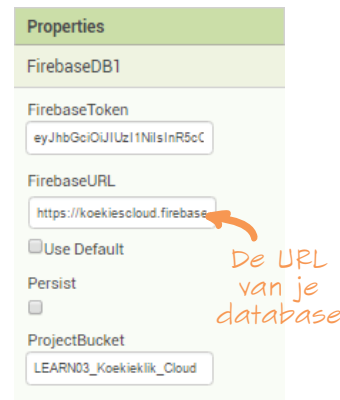 Properties
FirebaseDB1
FirebaseToken
eyJhbGciOiJIUzI1NiIsInR5cC
FirebaseURL
https://koekiescloud.firebase
Use Default
De URL
van je
database
Persist
ProjectBucket
LEARN03_Koekieklik_Cloud